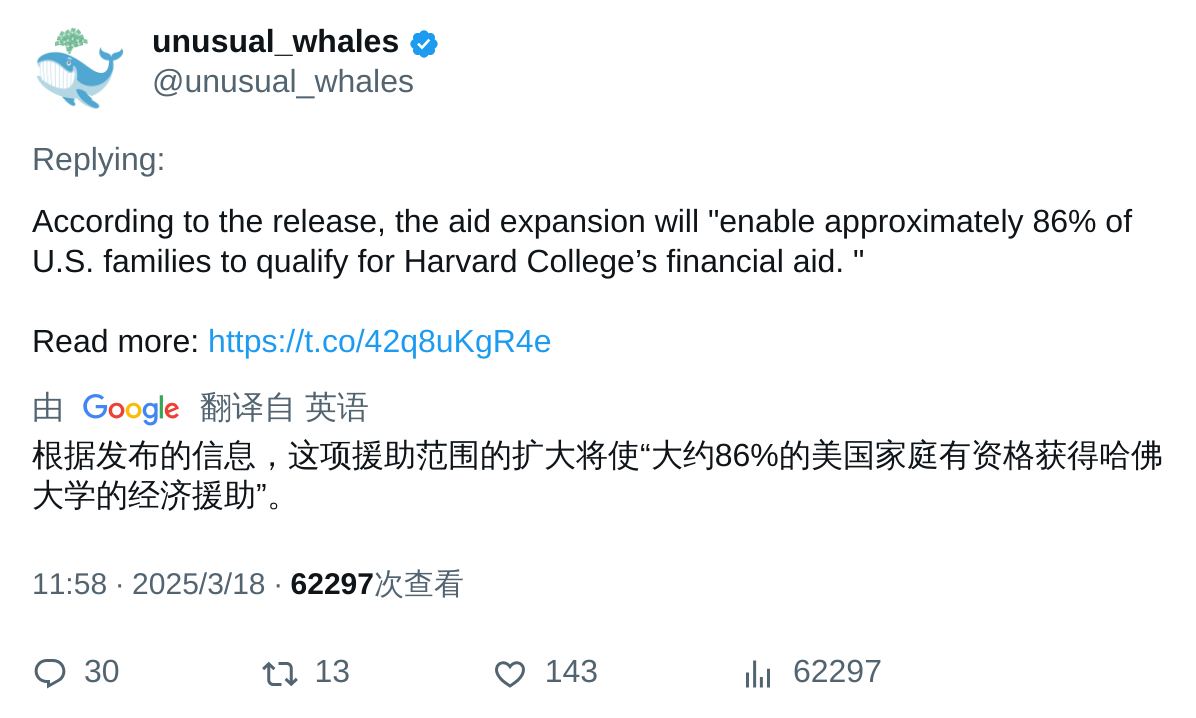 unusual_whales
@unusual_whales
Replying:
According to the release, the aid expansion will "enable approximately 86% of
U.S. families to qualify for Harvard College’s financial aid. "
Read more: https://t.co/42q8uKgR4e
由 Google 翻译自 英语
根据发布的信息，这项援助范围的扩大将使“大约86%的美国家庭有资格获得哈佛
大学的经济援助”。
11:58 · 2025/3/18 · 62297次查看
30 13 143 62297